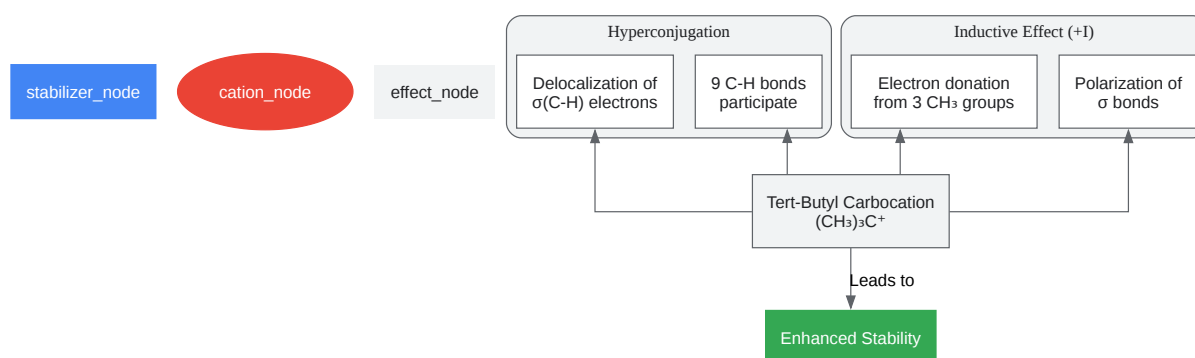 stabilizer_node
cation_node
effect_node
Hyperconjugation
Delocalization of
σ(C-H) electrons
9 C-H bonds
participate
Inductive Effect (+I)
Electron donation
from 3 CH₃ groups
Polarization of
σ bonds
Tert-Butyl Carbocation
(CH₃)₃C⁺
Leads to
Enhanced Stability